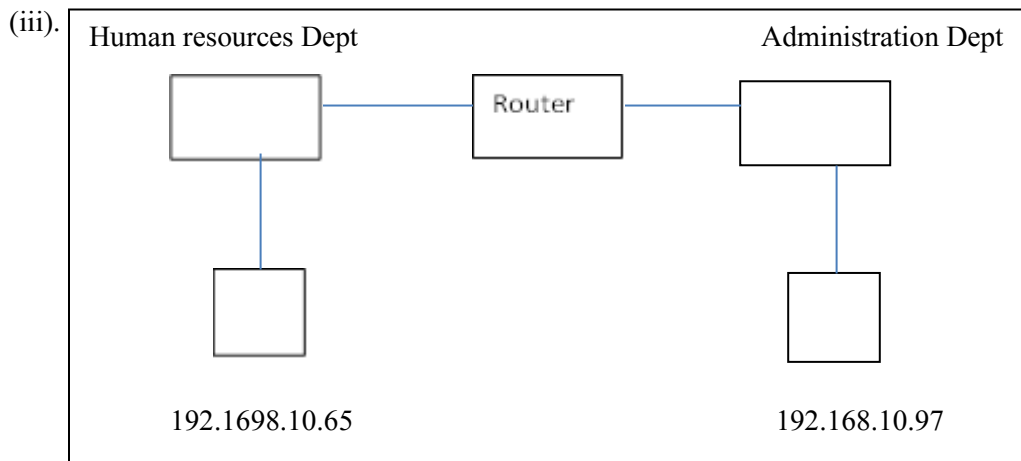 (iii).
Human resources Dept Administration Dept
Router
192.1698.10.65 192.168.10.97